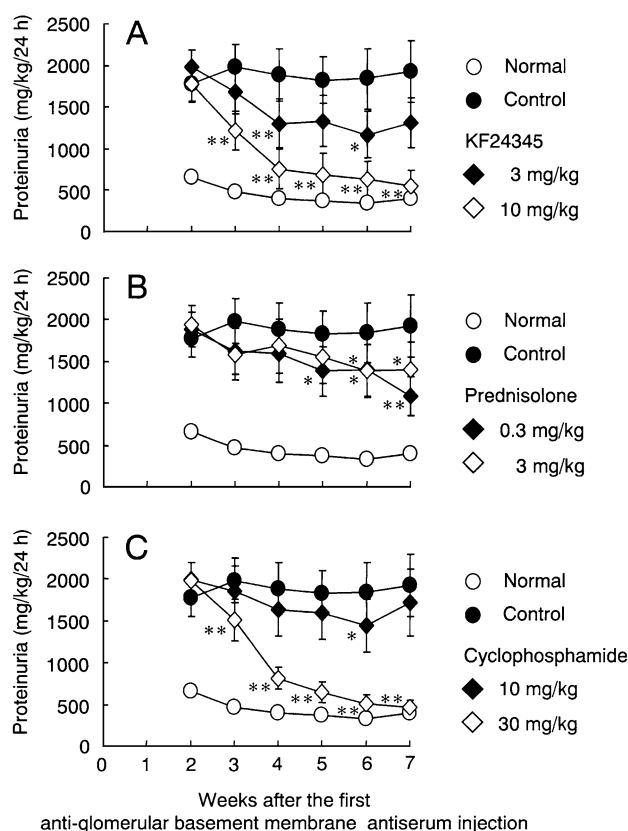 A
Proteinuria (mg/kg/24 h)
2500
2000
1500
1000
500
0
** ** *
** ** ** **
Normal
Control
KF24345
3 mg/kg
10 mg/kg
B
Proteinuria (mg/kg/24 h)
2500
2000
1500
1000
500
0
* *
* * **
Normal
Control
Prednisolone
0.3 mg/kg
3 mg/kg
C
Proteinuria (mg/kg/24 h)
2500
2000
1500
1000
500
0
** *
** ** ** **
Normal
Control
Cyclophosphamide
10 mg/kg
30 mg/kg
0 1 2 3 4 5 6 7
Weeks after the first
anti-glomerular basement membrane antiserum injection